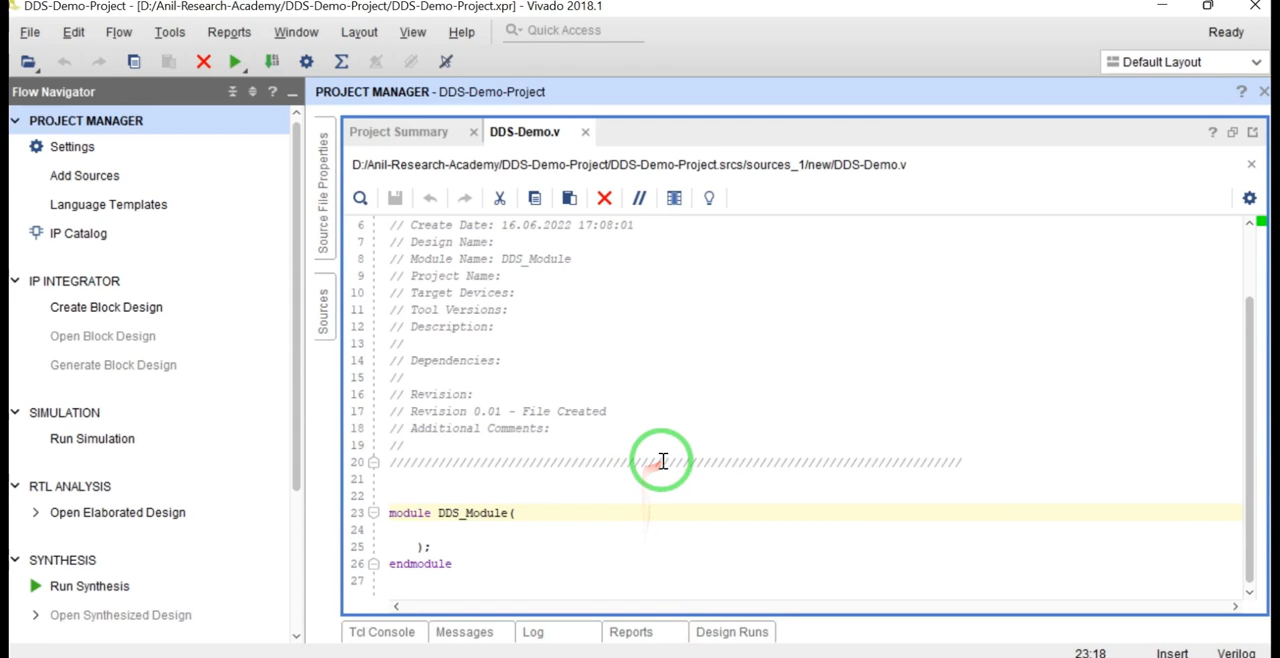 DDS-Demo-Project - [D:/Anil-Research-Academy/DDS-Demo-Project/DDS-Demo-Project.xpr] - Vivado 2018.1
File Edit Flow Tools Reports Window Layout View Help Quick Access Ready
Default Layout
Flow Navigator
PROJECT MANAGER - DDS-Demo-Project
PROJECT MANAGER
Settings
Add Sources
Language Templates
IP Catalog
IP INTEGRATOR
Create Block Design
Open Block Design
Generate Block Design
SIMULATION
Run Simulation
RTL ANALYSIS
Open Elaborated Design
SYNTHESIS
Run Synthesis
Open Synthesized Design
Source File Properties
Sources
Project Summary DDS-Demo.v
D:/Anil-Research-Academy/DDS-Demo-Project/DDS-Demo-Project.srcs/sources_1/new/DDS-Demo.v
6 // Create Date: 16.06.2022 17:08:01
7 // Design Name:
8 // Module Name: DDS_Module
9 // Project Name:
10 // Target Devices:
11 // Tool Versions:
12 // Description:
13 //
14 // Dependencies:
15 //
16 // Revision:
17 // Revision 0.01 - File Created
18 // Additional Comments:
19 //
20 //////////////////////////////////////////////////////////////////////////////////
21
22
23 module DDS_Module(
24
25 );
26 endmodule
27
Tcl Console Messages Log Reports Design Runs
23:18 Insert Verilog